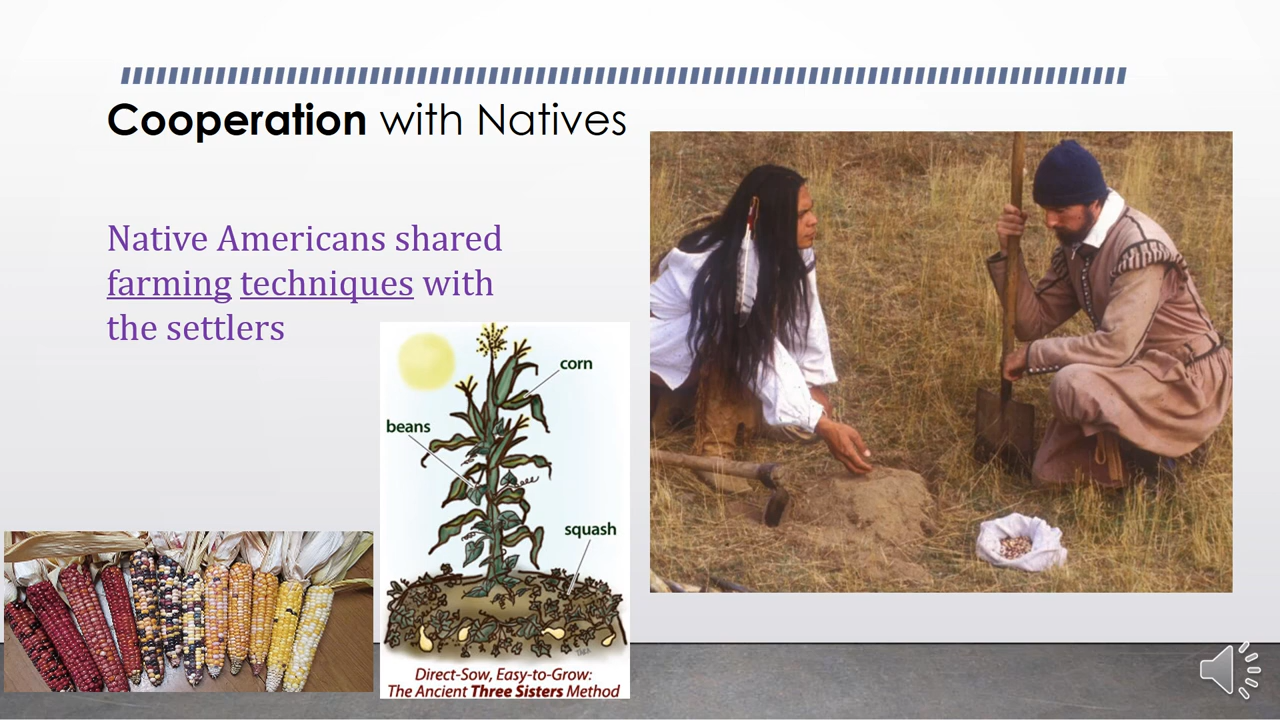 Cooperation with Natives
Native Americans shared
farming techniques with
the settlers
corn
beans
squash
Direct-Sow, Easy-to-Grow:
The Ancient Three Sisters Method